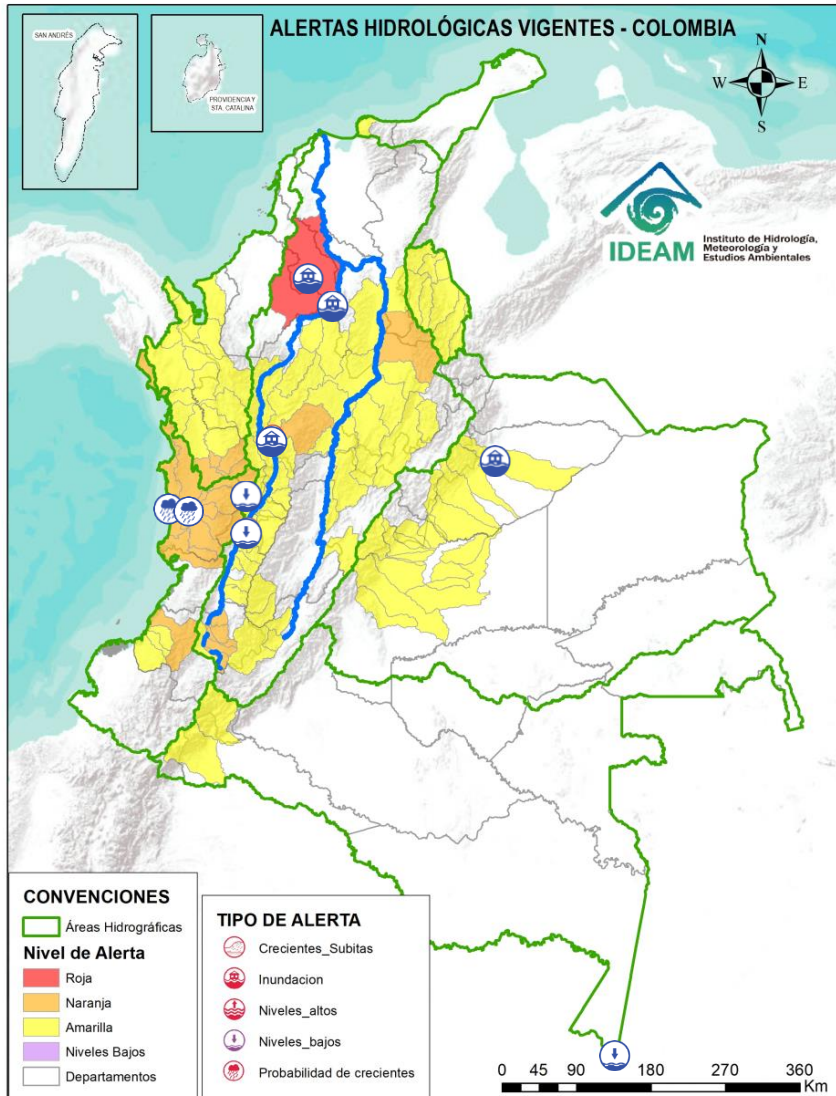 ALERTAS HIDROLÓGICAS VIGENTES - COLOMBIA
SAN ANDRÉS
PROVIDENCIA Y
STA. CATALINA
N
W
E
S
IDEAM
Instituto de Hidrología,
Meteorología y
Estudios Ambientales
CONVENCIONES
Áreas Hidrográficas
Nivel de Alerta
Roja
Naranja
Amarilla
Niveles Bajos
Departamentos
TIPO DE ALERTA
Crecientes_Subitas
Inundacion
Niveles_altos
Niveles_bajos
Probabilidad de crecientes
0 45 90 180 270 360
Km